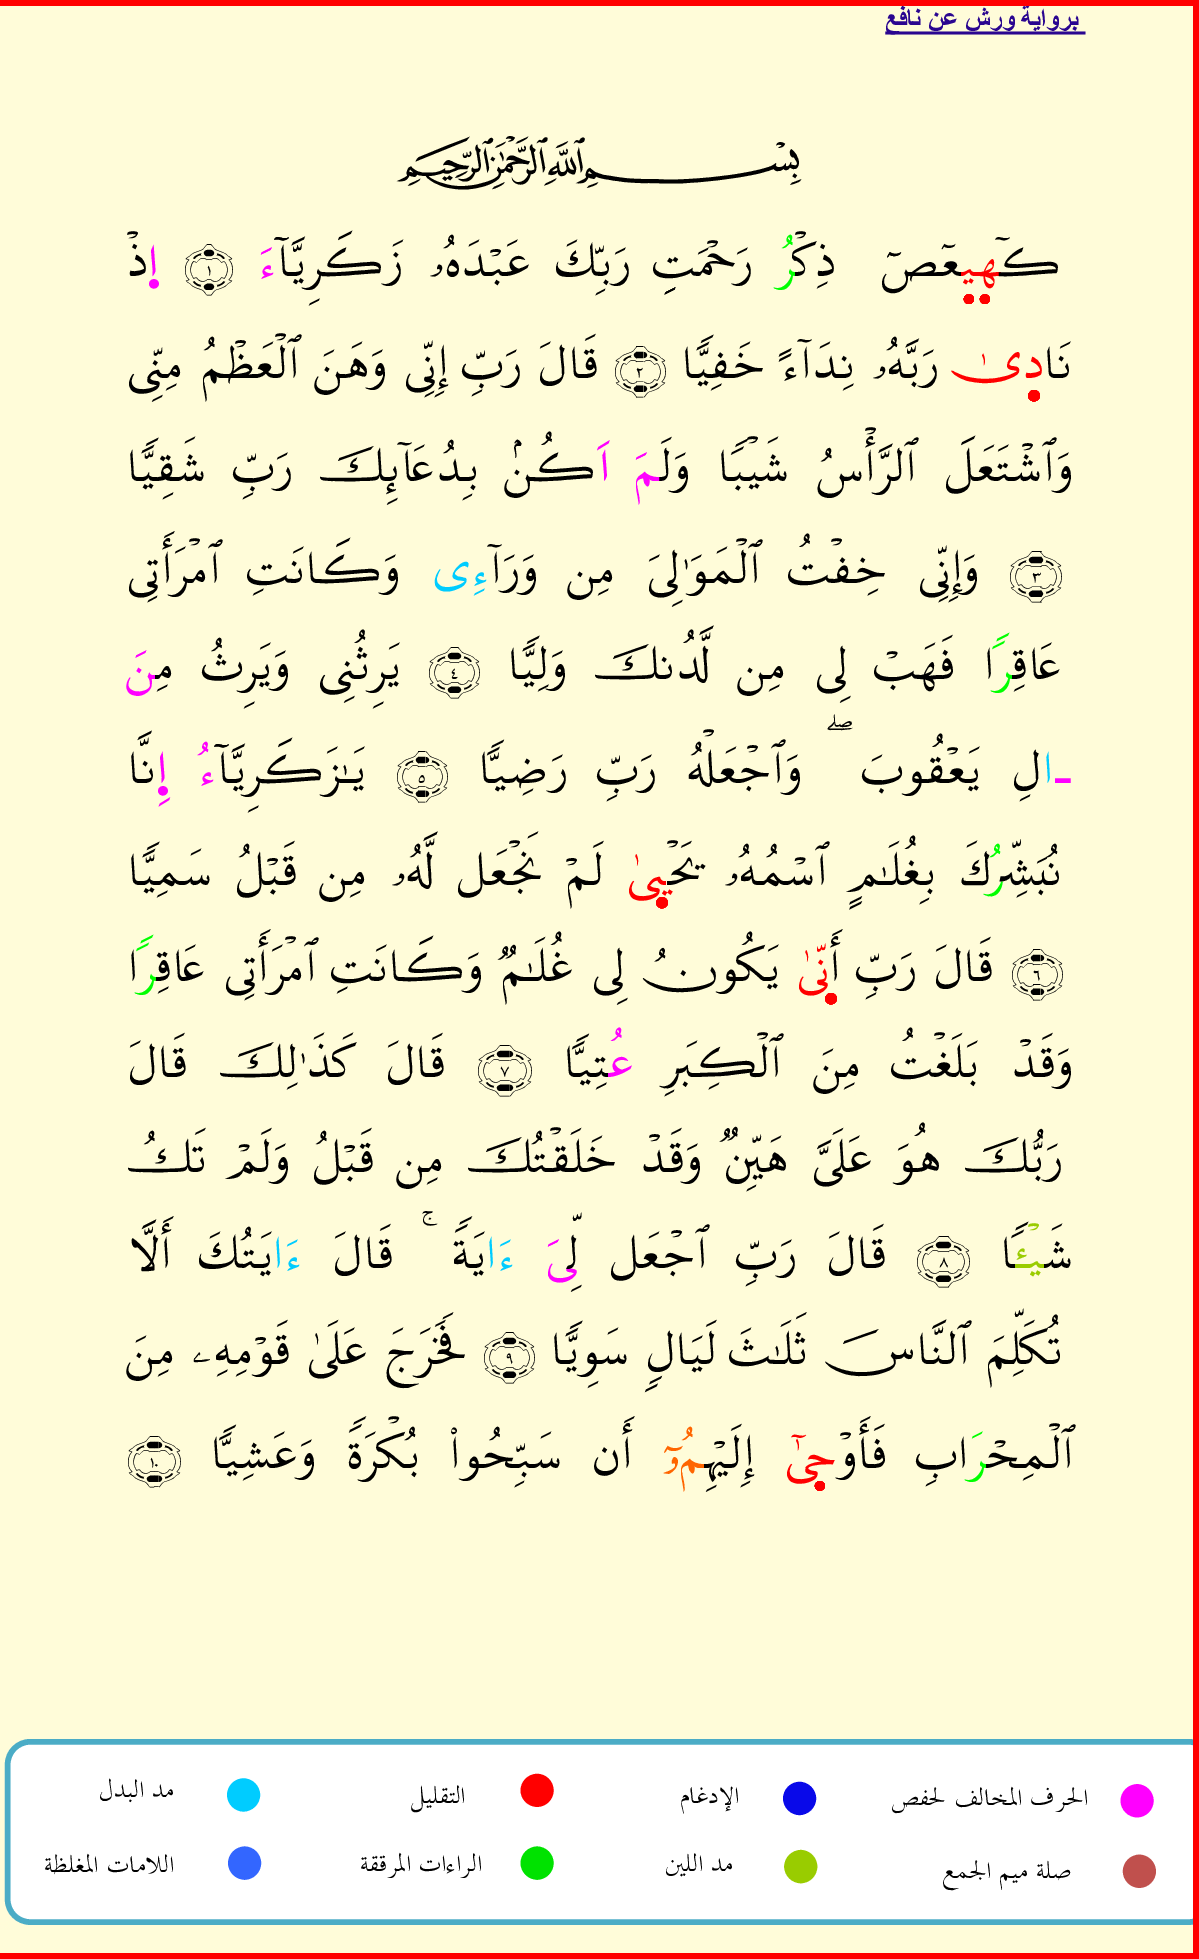 برواية ورش عن نافع
بِسْمِ اللَّهِ الرَّحْمَٰنِ الرَّحِيمِ
كٓهيعٓصٓ ذِكْرُ رَحْمَتِ رَبِّكَ عَبْدَهُۥ زَكَرِيَّآءَ ١ اِ۪ذْ
نَادٜىٰ رَبَّهُۥ نِدَآءً خَفِيًّا ٢ قَالَ رَبِّ إِنِّى وَهَنَ ٱلْعَظْمُ مِنِّى
وَٱشْتَعَلَ ٱلرَّأْسُ شَيْبًا وَلَمَ اَكُنۢ بِدُعَآئِكَ رَبِّ شَقِيًّا
٣ وَإِنِّى خِفْتُ ٱلْمَوَٰلِىَ مِن وَرَآءِى وَكَانَتِ ٱمْرَأَتِى
عَاقِرًا فَهَبْ لِى مِن لَّدُنكَ وَلِيًّا ٤ يَرِثُنِى وَيَرِثُ مِنَ
ـالِ يَعْقُوبَ ۖ وَٱجْعَلْهُ رَبِّ رَضِيًّا ٥ يَٰزَكَرِيَّآءُ إِنَّا
نُبَشِّرُكَ بِغُلَٰمٍ ٱسْمُهُۥ يَحْيٜىٰ لَمْ نَجْعَل لَّهُۥ مِن قَبْلُ سَمِيًّا
٦ قَالَ رَبِّ أَنّٜىٰ يَكُونُ لِى غُلَٰمٌ وَكَانَتِ ٱمْرَأَتِى عَاقِرًا
وَقَدْ بَلَغْتُ مِنَ ٱلْكِبَرِ عُتِيًّا ٧ قَالَ كَذَٰلِكَ قَالَ
رَبُّكَ هُوَ عَلَىَّ هَيِّنٌ وَقَدْ خَلَقْتُكَ مِن قَبْلُ وَلَمْ تَكُ
شَيْـًٔا ٨ قَالَ رَبِّ ٱجْعَل لِّىَ ءَايَةً ۚ قَالَ ءَايَتُكَ أَلَّا
تُكَلِّمَ ٱلنَّاسَ ثَلَٰثَ لَيَالٍ سَوِيًّا ٩ فَخَرَجَ عَلَىٰ قَوْمِهِۦ مِنَ
ٱلْمِحْرَابِ فَأَوْحٜىٰٓ إِلَيْهِمُۥٓ أَن سَبِّحُوا۟ بُكْرَةً وَعَشِيًّا ١٠
الحرف المخالف لحفص الإدغام التقليل مد البدل
صلة ميم الجمع مد اللين الراءات المرققة اللامات المغلظة